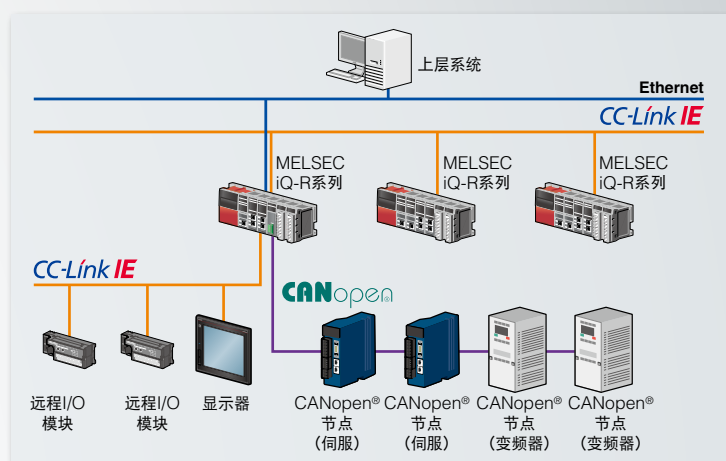 上层系统
Ethernet
CC-Link IE
MELSEC
iQ-R系列
MELSEC
iQ-R系列
MELSEC
iQ-R系列
CC-Link IE
CANopen®
远程I/O
模块
远程I/O
模块
显示器
CANopen®
节点
（伺服）
CANopen®
节点
（伺服）
CANopen®
节点
（变频器）
CANopen®
节点
（变频器）